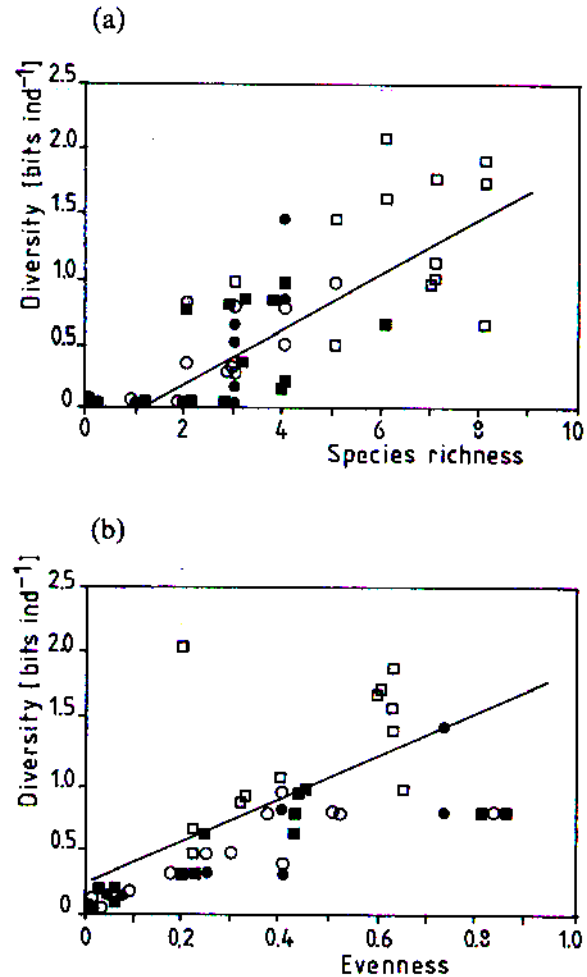 (a)
Diversity [bits ind⁻¹]
2.5
2.0
1.5
1.0
0.5
0
0 2 4 6 8 10
Species richness
(b)
Diversity [bits ind⁻¹]
2.5
2.0
1.5
1.0
0.5
0
0 0.2 0.4 0.6 0.8 1.0
Evenness